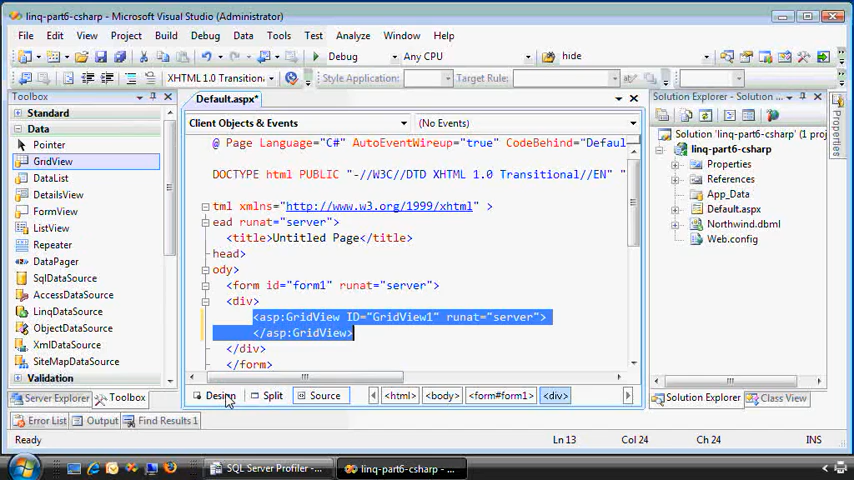 linq-part6-csharp - Microsoft Visual Studio (Administrator)
File Edit View Project Build Debug Data Tools Test Analyze Window Help
Debug Any CPU hide
XHTML 1.0 Transition Style Application: Target Rule:
Toolbox
Standard
Data
Pointer
GridView
DataList
DetailsView
FormView
ListView
Repeater
DataPager
SqlDataSource
AccessDataSource
LinqDataSource
ObjectDataSource
XmlDataSource
SiteMapDataSource
Validation
Server Explorer Toolbox
Default.aspx*
Client Objects & Events (No Events)
@ Page Language="C#" AutoEventWireup="true" CodeBehind="Defaul
DOCTYPE html PUBLIC "-//W3C//DTD XHTML 1.0 Transitional//EN" "
tml xmlns="http://www.w3.org/1999/xhtml" >
ead runat="server">
<title>Untitled Page</title>
head>
ody>
<form id="form1" runat="server">
<div>
<asp:GridView ID="GridView1" runat="server">
</asp:GridView>
</div>
</form>
Design Split Source <html> <body> <form#form1> <div>
Solution Explorer
Solution 'linq-part6-csharp' (1 proj
linq-part6-csharp
Properties
References
App_Data
Default.aspx
Northwind.dbml
Web.config
Solution Explorer Class View
Properties
Error List Output Find Results 1
Ready Ln 13 Col 24 Ch 24 INS
SQL Server Profiler -... linq-part6-csharp - ...